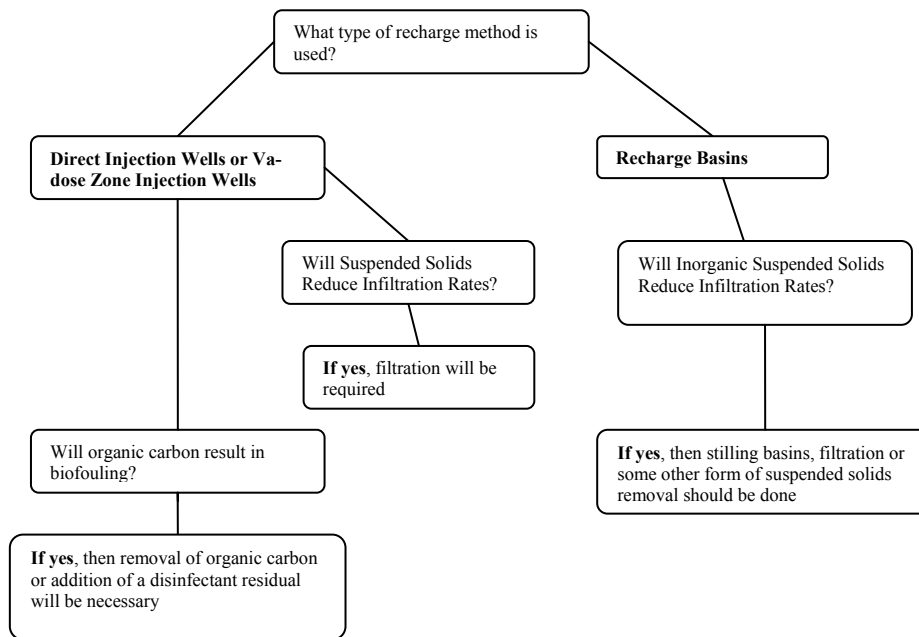 What type of recharge method is
used?
Direct Injection Wells or Va-
dose Zone Injection Wells
Recharge Basins
Will Suspended Solids
Reduce Infiltration Rates?
Will Inorganic Suspended Solids
Reduce Infiltration Rates?
If yes, filtration will be
required
Will organic carbon result in
biofouling?
If yes, then stilling basins, filtration or
some other form of suspended solids
removal should be done
If yes, then removal of organic carbon
or addition of a disinfectant residual
will be necessary